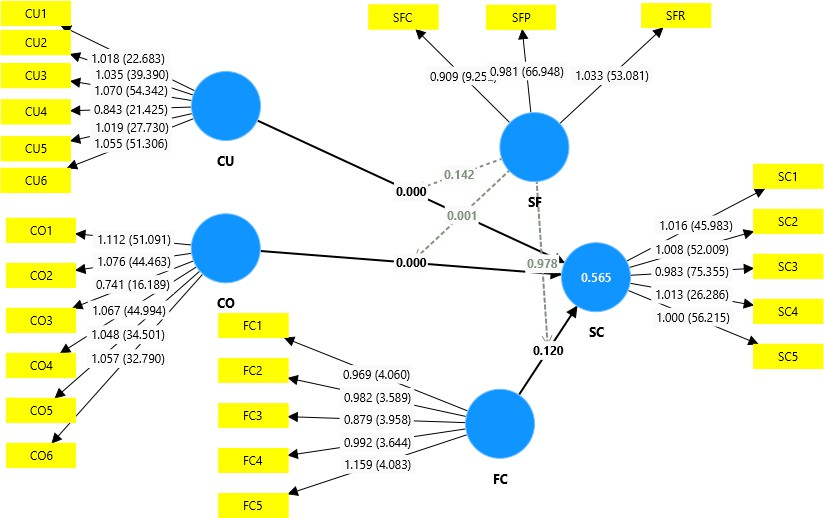 CU1
CU2
CU3
CU4
CU5
CU6
1.018 (22.683)
1.035 (39.390)
1.070 (54.342)
0.843 (21.425)
1.019 (27.730)
1.055 (51.306)
CU
SFC
SFP
SFR
0.909 (9.25
0.981 (66.948)
1.033 (53.081)
SF
0.142
0.000
0.001
0.000
0.978
0.120
CO1
CO2
CO3
CO4
CO5
CO6
1.112 (51.091)
1.076 (44.463)
0.741 (16.189)
1.067 (44.994)
1.048 (34.501)
1.057 (32.790)
CO
0.565
SC
1.016 (45.983)
1.008 (52.009)
0.983 (75.355)
1.013 (26.286)
1.000 (56.215)
SC1
SC2
SC3
SC4
SC5
FC1
FC2
FC3
FC4
FC5
0.969 (4.060)
0.982 (3.589)
0.879 (3.958)
0.992 (3.644)
1.159 (4.083)
FC